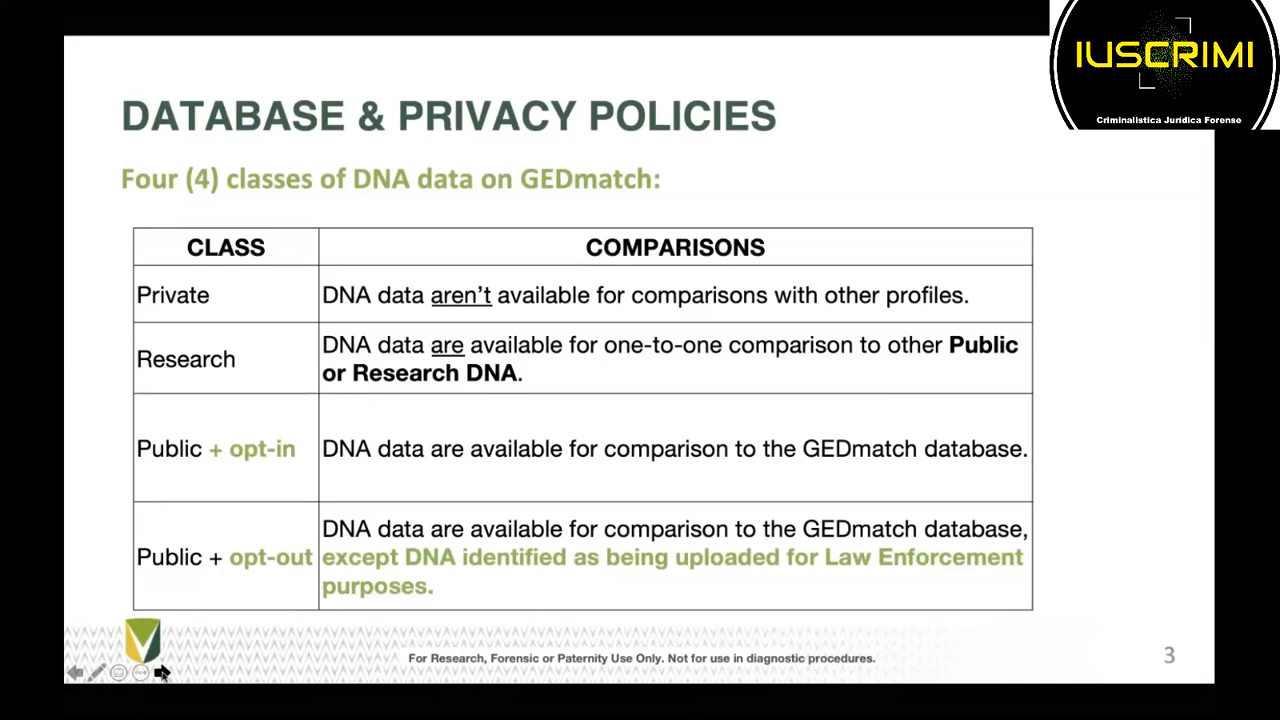 IUSCRIMI
Criminalistica Jurídica Forense
DATABASE & PRIVACY POLICIES
Four (4) classes of DNA data on GEDmatch:
CLASS COMPARISONS
Private DNA data aren't available for comparisons with other profiles.
Research DNA data are available for one-to-one comparison to other Public
or Research DNA.
Public + opt-in DNA data are available for comparison to the GEDmatch database.
DNA data are available for comparison to the GEDmatch database,
Public + opt-out except DNA identified as being uploaded for Law Enforcement
purposes.
For Research, Forensic or Paternity Use Only. Not for use in diagnostic procedures.
3